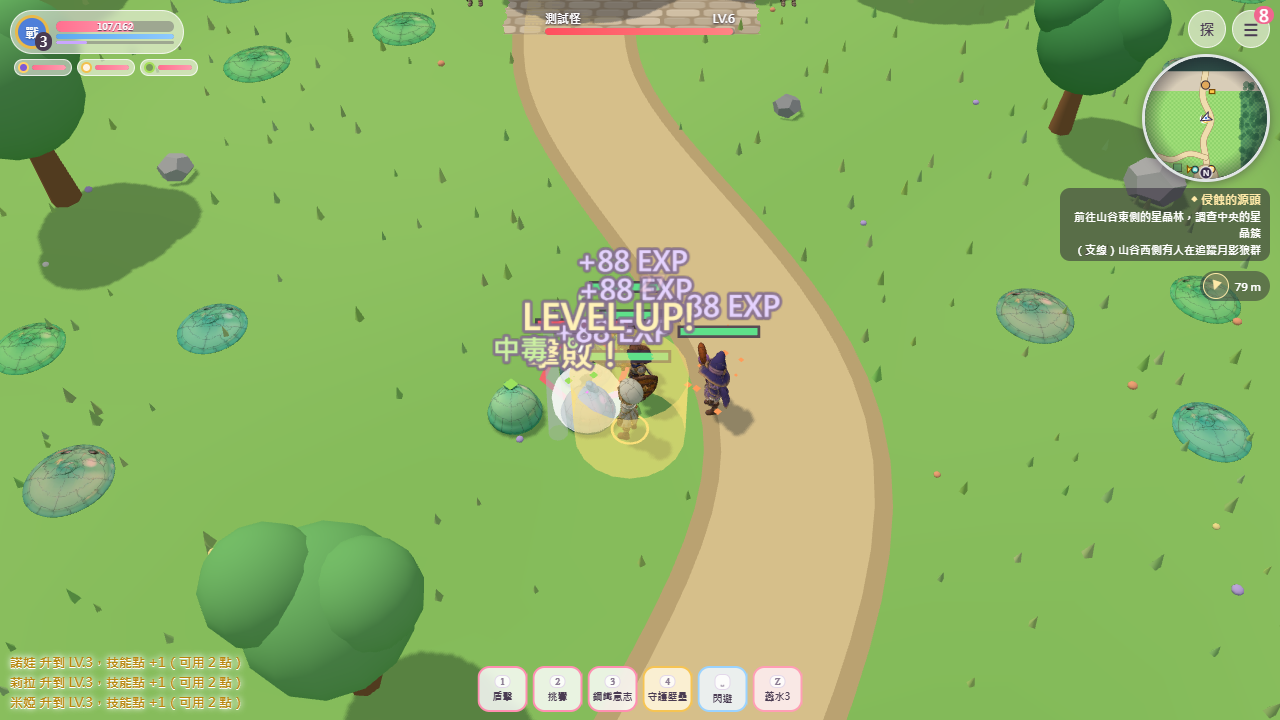 戰
3
107/162
測試怪
LV.6
探
8
N
侵蝕的源頭
前往山谷東側的星晶林，調查中央的星
晶簇
（支線）山谷西側有人在追蹤月影狼群
79 m
+88 EXP
+88 EXP
88 EXP
LEVEL UP!
+88 EXP
中毒
擊敗！
諾娃 升到 LV.3，技能點 +1（可用 2 點）
莉拉 升到 LV.3，技能點 +1（可用 2 點）
米婭 升到 LV.3，技能點 +1（可用 2 點）
1
盾擊
2
挑釁
3
鋼鐵意志
4
守護壁壘
閃避
Z
藥水3